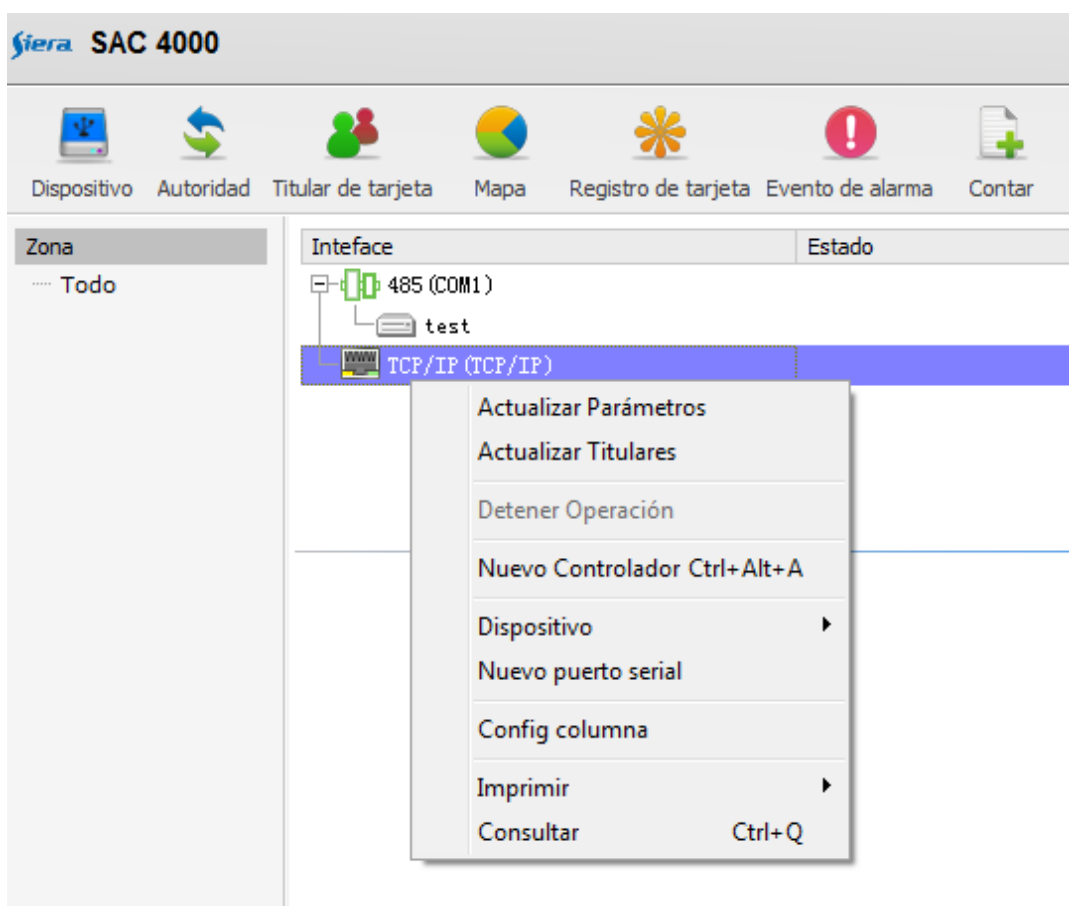 Siera SAC 4000
Dispositivo Autoridad Titular de tarjeta Mapa Registro de tarjeta Evento de alarma Contar
Zona
Todo
Inteface Estado
485 (COM1)
test
TCP/IP (TCP/IP)
Actualizar Parámetros
Actualizar Titulares
Detener Operación
Nuevo Controlador Ctrl+Alt+A
Dispositivo
Nuevo puerto serial
Config columna
Imprimir
Consultar Ctrl+Q